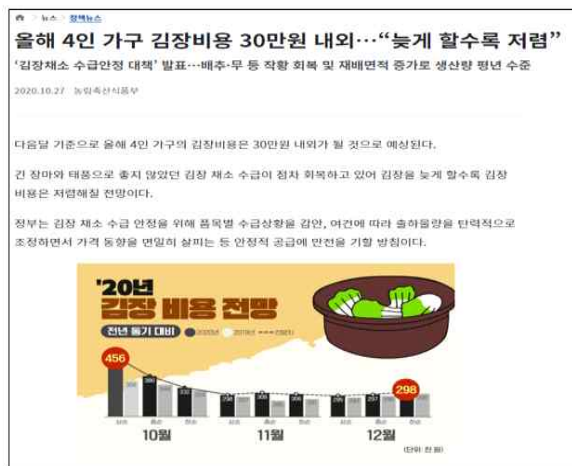 뉴스 > 정책뉴스
올해 4인 가구 김장비용 30만원 내외…“늦게 할수록 저렴”
‘김장채소 수급안정 대책’ 발표…배추·무 등 작황 회복 및 재배면적 증가로 생산량 평년 수준
2020.10.27 농림축산식품부
다음달 기준으로 올해 4인 가구의 김장비용은 30만원 내외가 될 것으로 예상된다.
긴 장마와 태풍으로 좋지 않았던 김장 채소 수급이 점차 회복하고 있어 김장을 늦게 할수록 김장
비용은 저렴해질 전망이다.
정부는 김장 채소 수급 안정을 위해 품목별 수급상황을 감안, 여건에 따라 출하물량을 탄력적으로
조정하면서 가격 동향을 면밀히 살피는 등 안정적 공급에 만전을 기할 방침이다.
'20년
김장 비용 전망
전년 동기 대비
456
298
10월 11월 12월
(단위: 천 원)